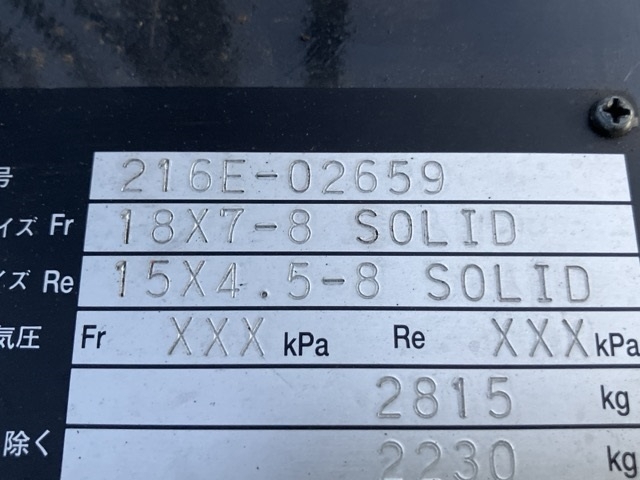 号 216E-02659
イズ Fr 18X7-8 SOLID
イズ Re 15X4.5-8 SOLID
気圧 Fr XXX kPa Re XXX kPa
2815 kg
除く 2230 kg